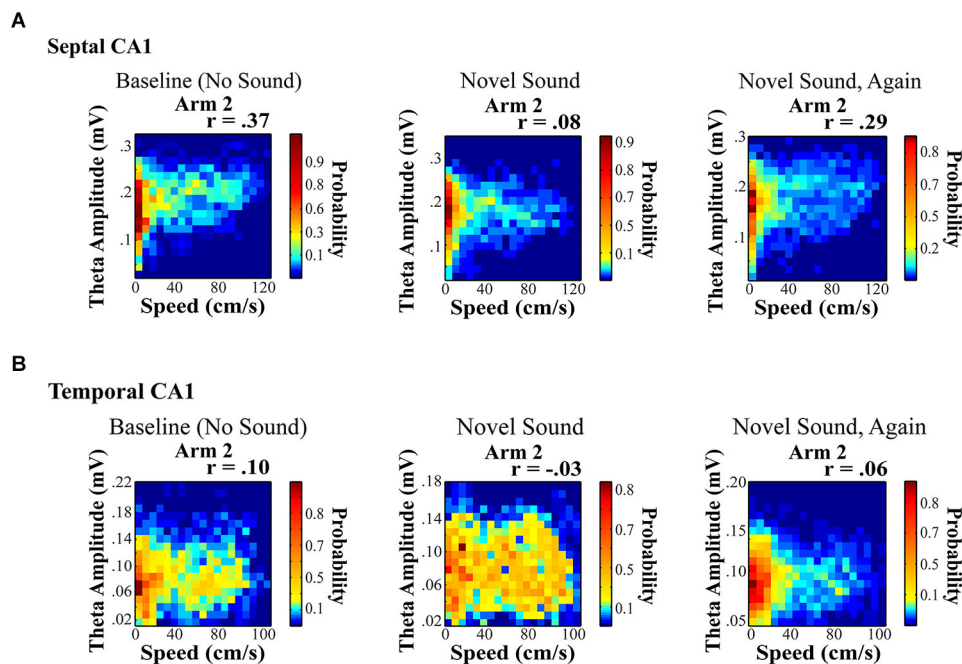 A
Septal CA1
Baseline (No Sound)
Arm 2
r = .37
Theta Amplitude (mV)
.3
.2
.1
0 40 80 120
Speed (cm/s)
0.9
0.6
0.3
0.1
Probability
Novel Sound
Arm 2
r = .08
Theta Amplitude (mV)
.3
.2
.1
0 40 80 120
Speed (cm/s)
0.9
0.7
0.5
0.1
Probability
Novel Sound, Again
Arm 2
r = .29
Theta Amplitude (mV)
.3
.2
.1
0 40 80 120
Speed (cm/s)
0.8
0.6
0.4
0.2
Probability
B
Temporal CA1
Baseline (No Sound)
Arm 2
r = .10
Theta Amplitude (mV)
.22
.14
.10
.06
.02
0 40 80 100
Speed (cm/s)
0.8
0.7
0.5
0.1
Probability
Novel Sound
Arm 2
r = -.03
Theta Amplitude (mV)
.18
.14
.10
.06
.02
0 40 80 100
Speed (cm/s)
0.8
0.7
0.4
0.1
Probability
Novel Sound, Again
Arm 2
r = .06
Theta Amplitude (mV)
.20
.15
.10
.05
0 40 80 100
Speed (cm/s)
0.8
0.7
0.4
0.1
Probability